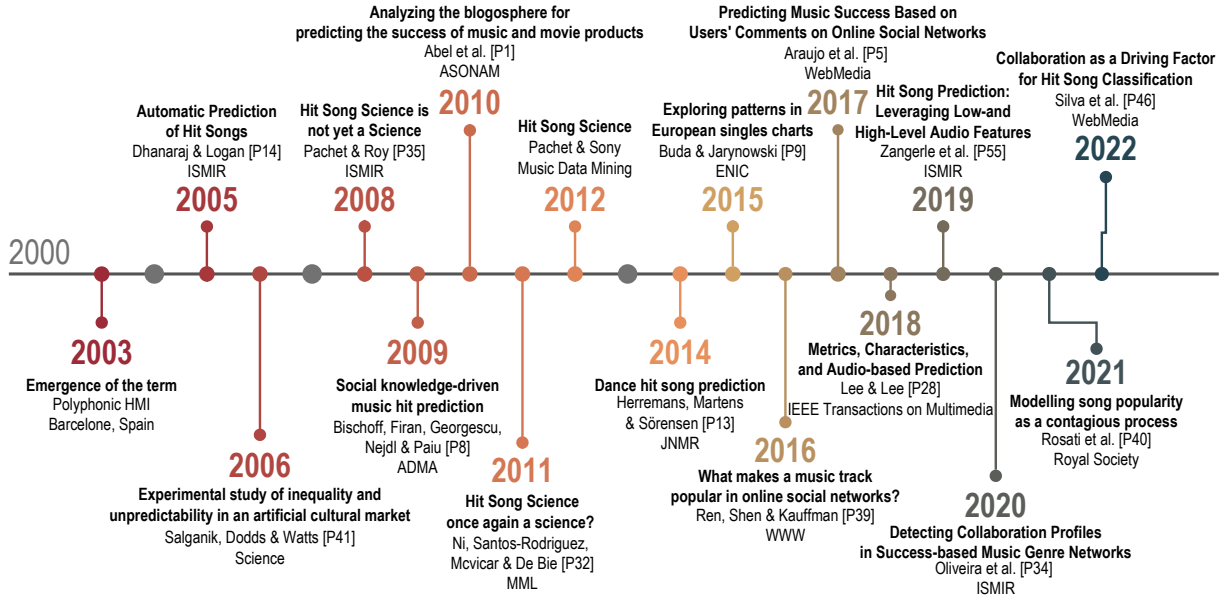 2000
2003
Emergence of the term
Polyphonic HMI
Barcelone, Spain
Automatic Prediction
of Hit Songs
Dhanaraj & Logan [P14]
ISMIR
2005
2006
Experimental study of inequality and
unpredictability in an artificial cultural market
Salganik, Dodds & Watts [P41]
Science
Hit Song Science is
not yet a Science
Pachet & Roy [P35]
ISMIR
2008
2009
Social knowledge-driven
music hit prediction
Bischoff, Firan, Georgescu,
Nejdl & Paiu [P8]
ADMA
Analyzing the blogosphere for
predicting the success of music and movie products
Abel et al. [P1]
ASONAM
2010
2011
Hit Song Science
once again a science?
Ni, Santos-Rodriguez,
Mcvicar & De Bie [P32]
MML
Hit Song Science
Pachet & Sony
Music Data Mining
2012
2014
Dance hit song prediction
Herremans, Martens
& Sörensen [P13]
JNMR
Exploring patterns in
European singles charts
Buda & Jarynowski [P9]
ENIC
2015
2016
What makes a music track
popular in online social networks?
Ren, Shen & Kauffman [P39]
WWW
Predicting Music Success Based on
Users' Comments on Online Social Networks
Araujo et al. [P5]
WebMedia
2017
2018
Metrics, Characteristics,
and Audio-based Prediction
Lee & Lee [P28]
IEEE Transactions on Multimedia
Hit Song Prediction:
Leveraging Low-and
High-Level Audio Features
Zangerle et al. [P55]
ISMIR
2019
2020
Detecting Collaboration Profiles
in Success-based Music Genre Networks
Oliveira et al. [P34]
ISMIR
2021
Modelling song popularity
as a contagious process
Rosati et al. [P40]
Royal Society
Collaboration as a Driving Factor
for Hit Song Classification
Silva et al. [P46]
WebMedia
2022